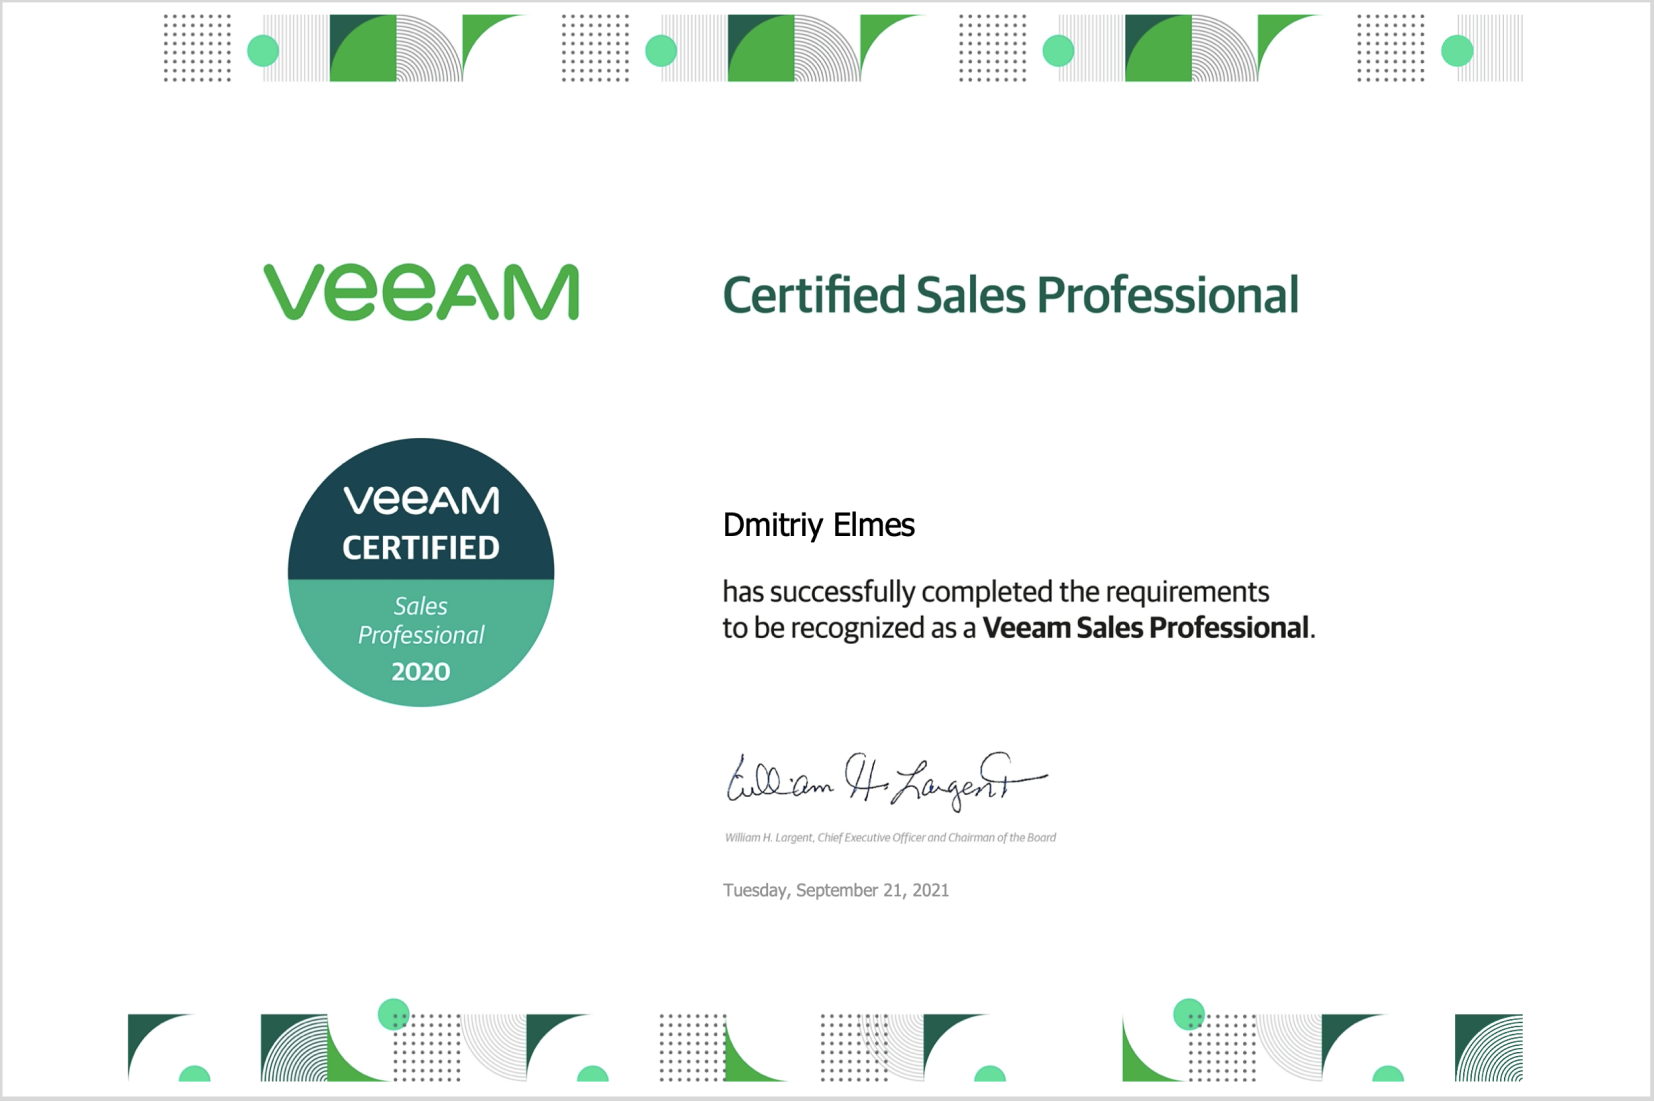 veeam
Certified Sales Professional
veeam
CERTIFIED
Sales
Professional
2020
Dmitriy Elmes
has successfully completed the requirements
to be recognized as a Veeam Sales Professional.
William H. Largent
William H. Largent, Chief Executive Officer and Chairman of the Board
Tuesday, September 21, 2021